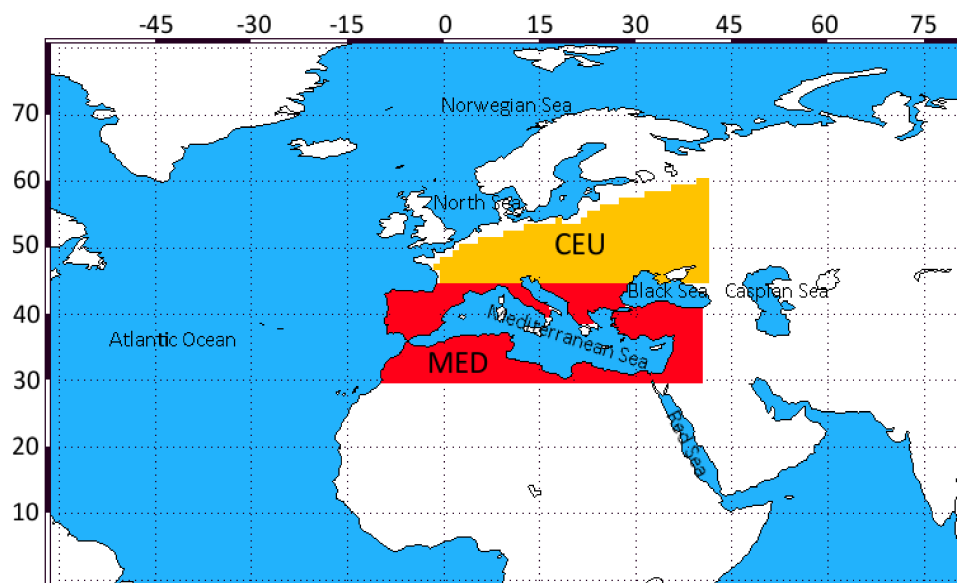 -45 -30 -15 0 15 30 45 60 75
70
Norwegian Sea
60
North Sea
50
CEU
Black Sea Caspian Sea
40
Mediterranean Sea
Atlantic Ocean
MED
30
Red Sea
20
10